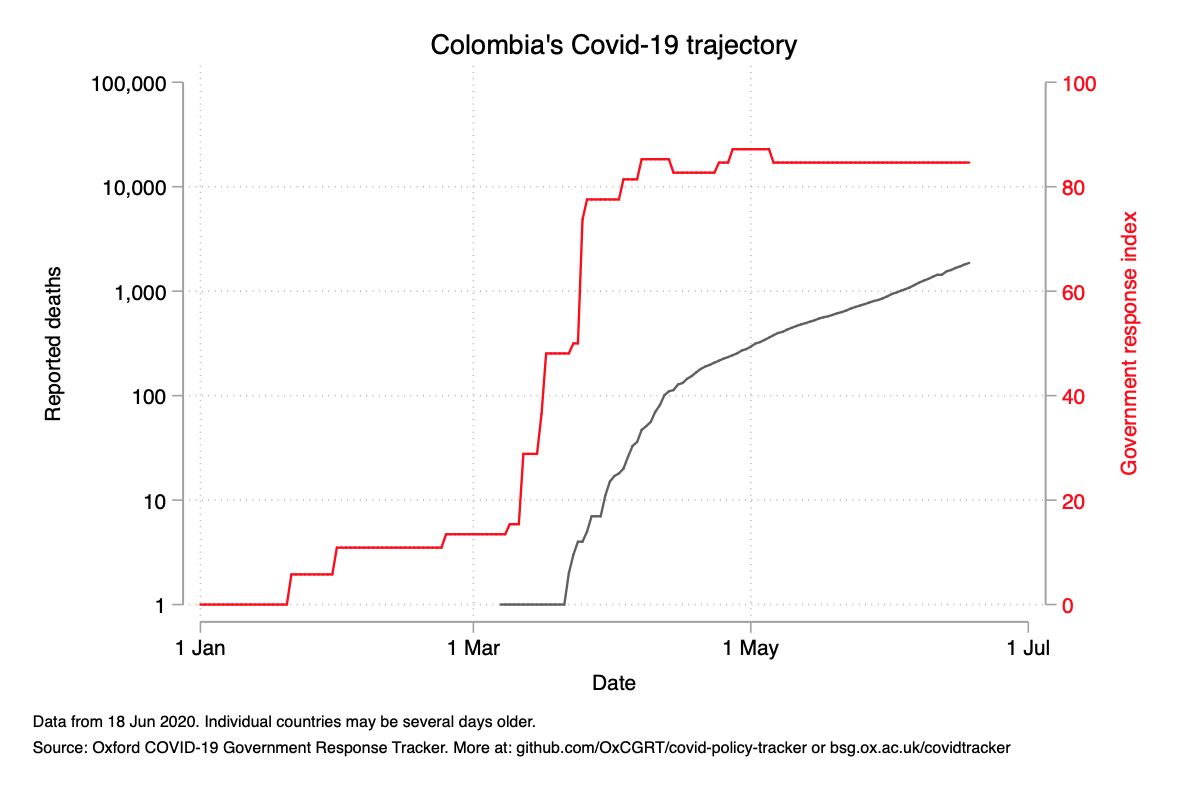 Colombia's Covid-19 trajectory
100,000
10,000
1,000
100
10
1
Reported deaths
100
80
60
40
20
0
Government response index
1 Jan
1 Mar
1 May
1 Jul
Date
Data from 18 Jun 2020. Individual countries may be several days older.
Source: Oxford COVID-19 Government Response Tracker. More at: github.com/OxCGRT/covid-policy-tracker or bsg.ox.ac.uk/covidtracker